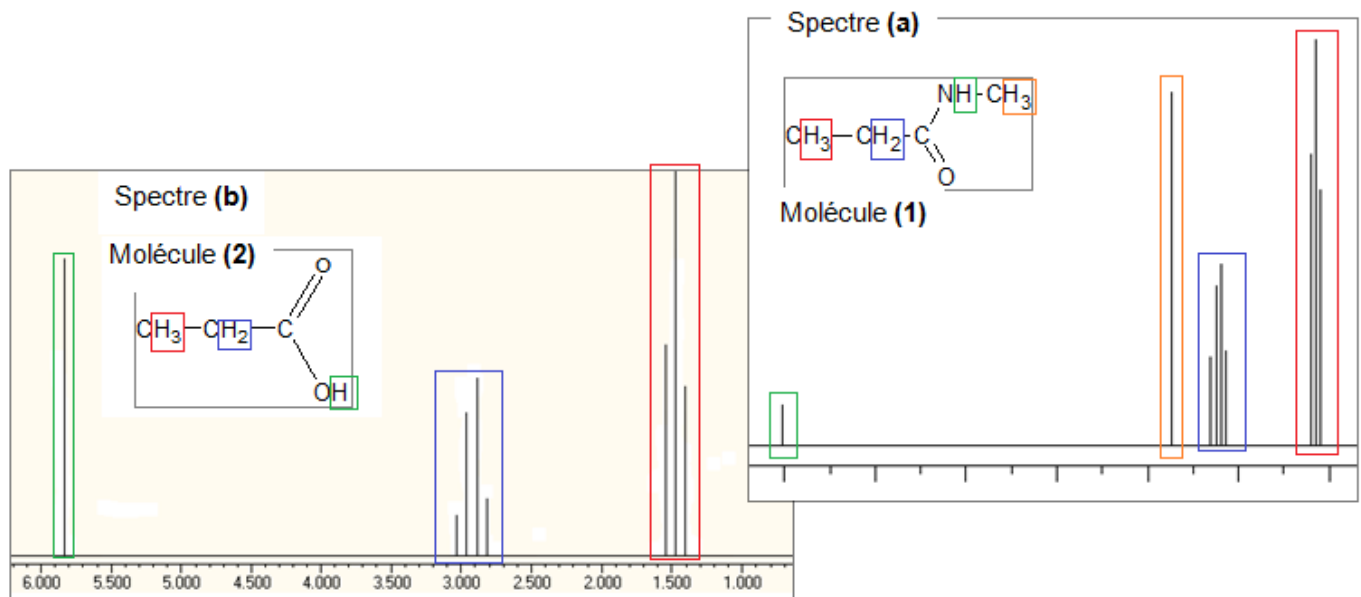 Spectre (a)
NH-CH3
CH3-CH2-C
O
Molécule (1)
Spectre (b)
Molécule (2)
O
CH3-CH2-C
OH
6.000 5.500 5.000 4.500 4.000 3.500 3.000 2.500 2.000 1.500 1.000